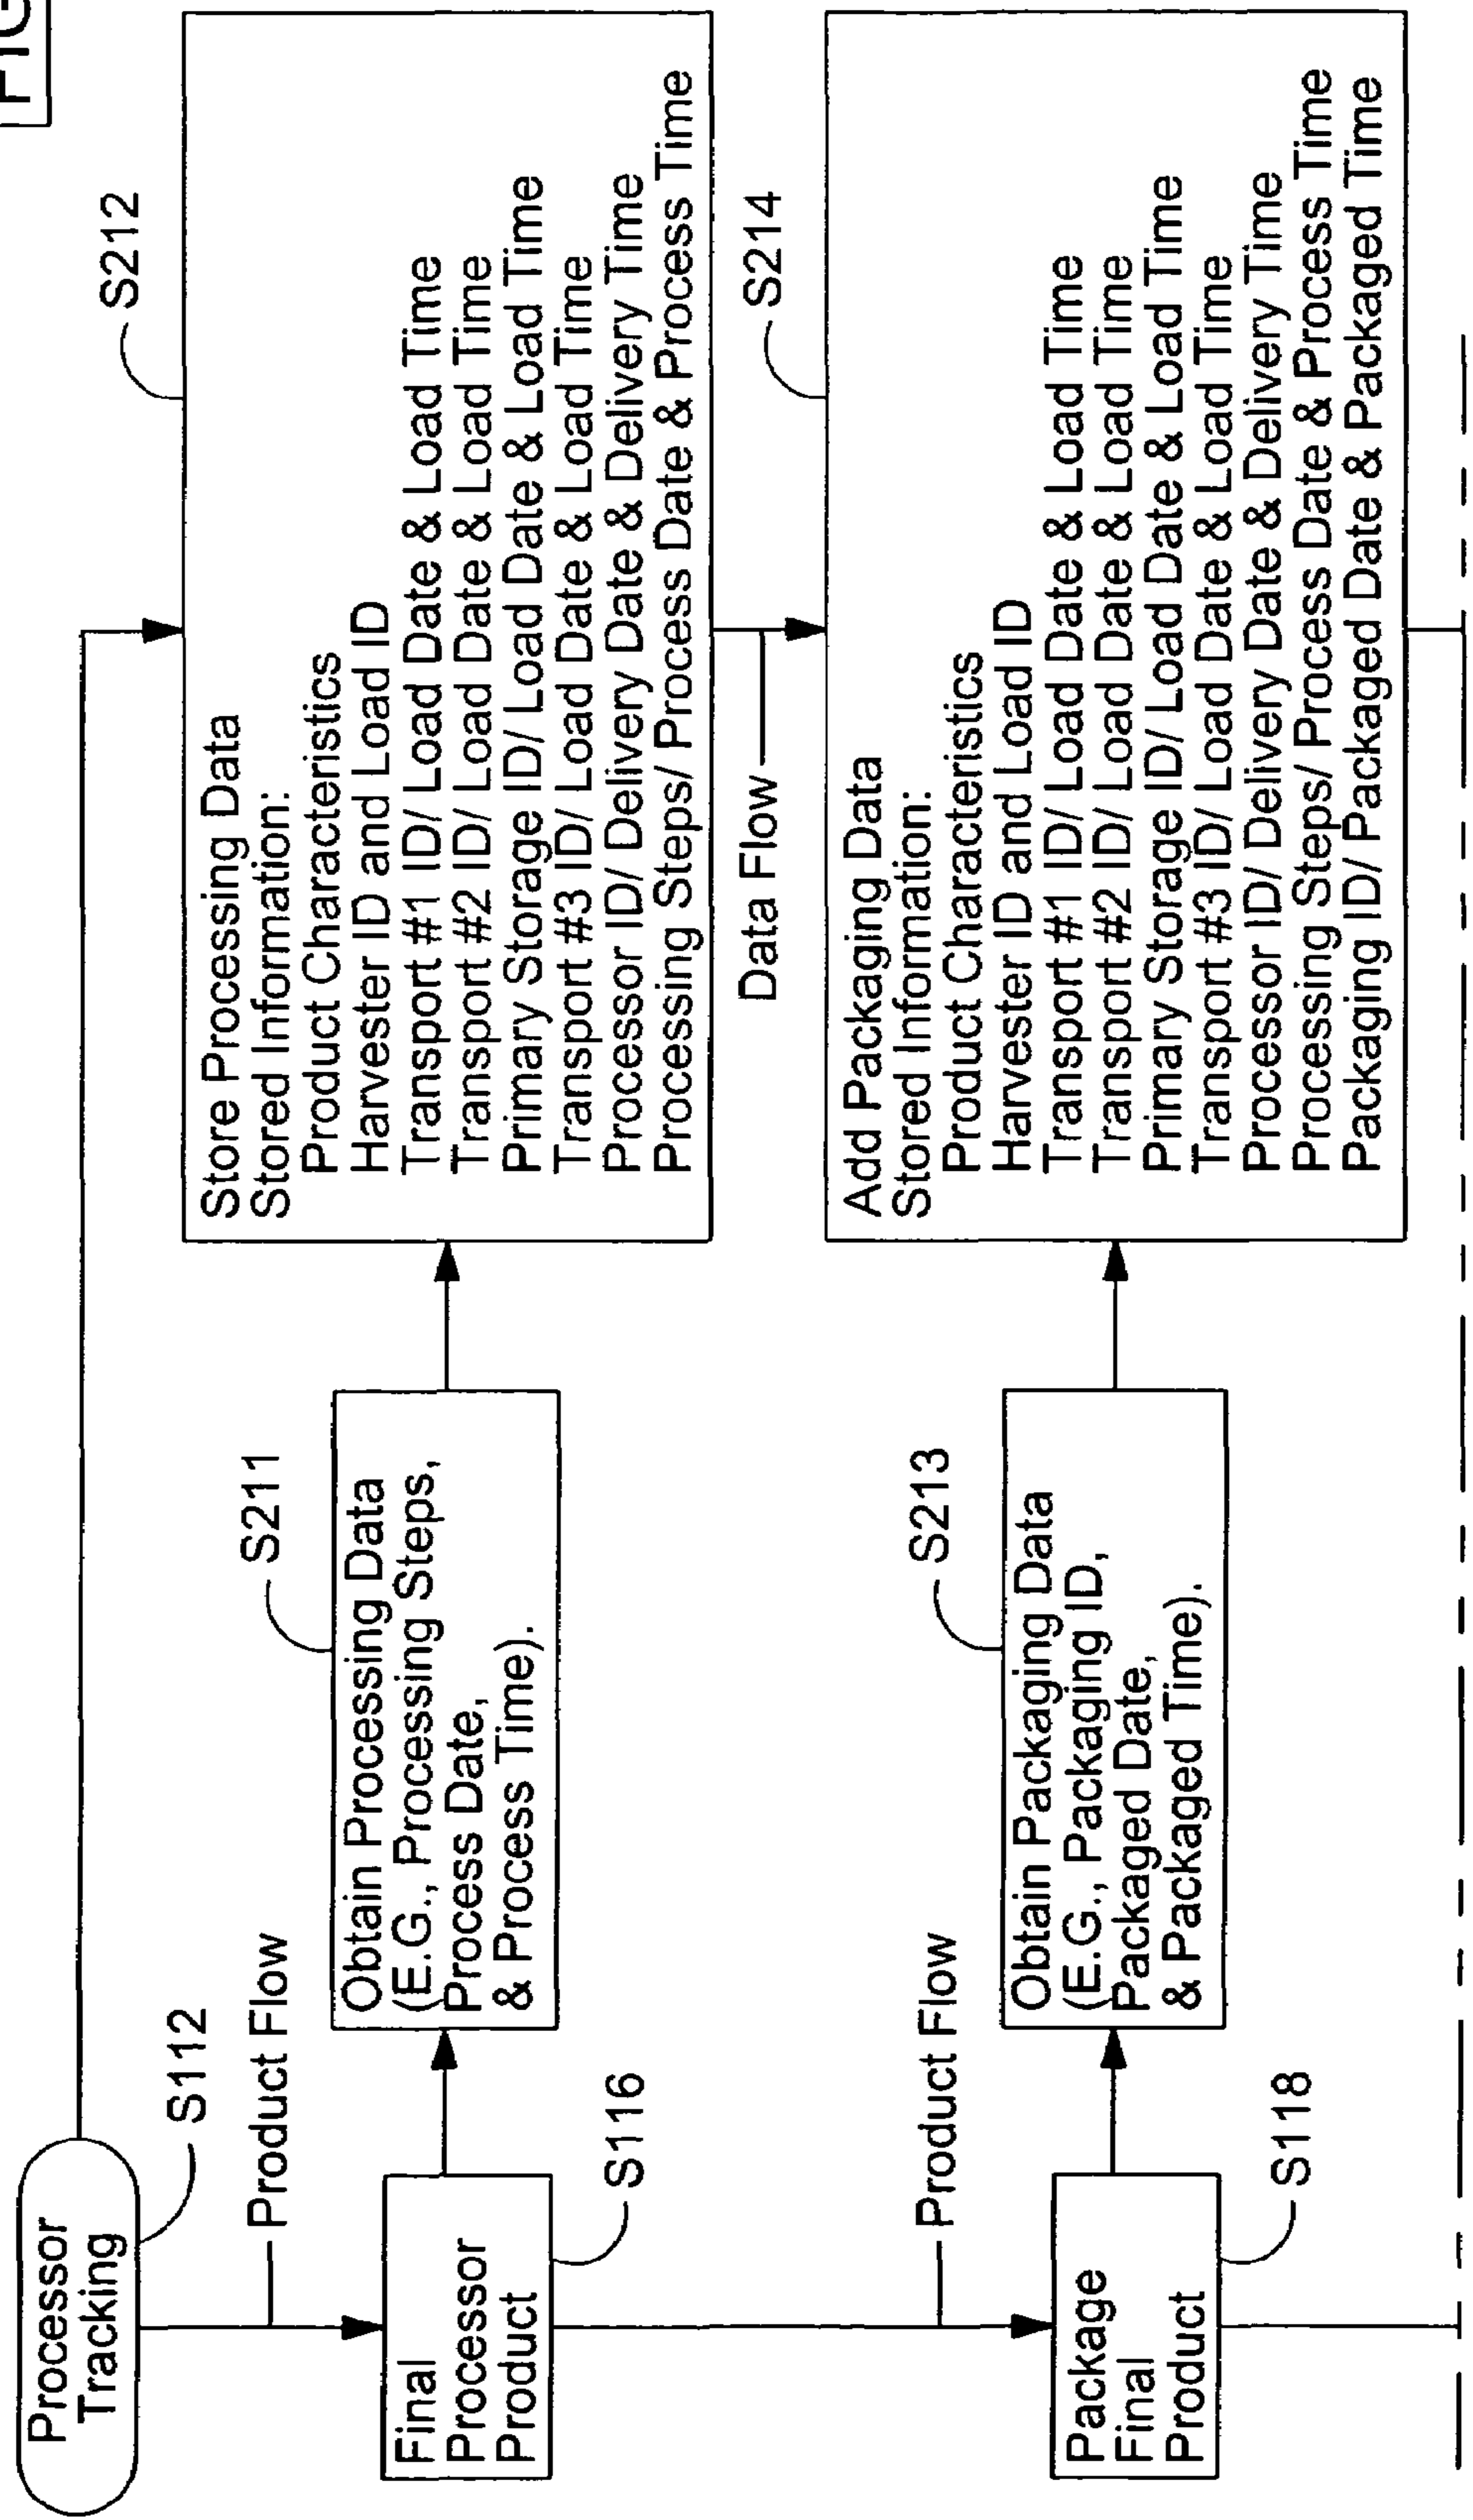 FIG
Processor
Tracking
S112
Product Flow
Final
Processor
Product
S116
Obtain Processing Data
(E.G., Processing Steps,
Process Date,
& Process Time).
S211
S212
Store Processing Data
Stored Information:
Product Characteristics
Harvester ID and Load ID
Transport #1 ID/ Load Date & Load Time
Transport #2 ID/ Load Date & Load Time
Primary Storage ID/ Load Date & Load Time
Transport #3 ID/ Load Date & Load Time
Processor ID/ Delivery Date & Delivery Time
Processing Steps/ Process Date & Process Time
Data Flow
Product Flow
Package
Final
Product
S118
Obtain Packaging Data
(E.G., Packaging ID,
Packaged Date,
& Packaged Time).
S213
S214
Add Packaging Data
Stored Information:
Product Characteristics
Harvester ID and Load ID
Transport #1 ID/ Load Date & Load Time
Transport #2 ID/ Load Date & Load Time
Primary Storage ID/ Load Date & Load Time
Transport #3 ID/ Load Date & Load Time
Processor ID/ Delivery Date & Delivery Time
Processing Steps/ Process Date & Process Time
Packaging ID/ Packaged Date & Packaged Time